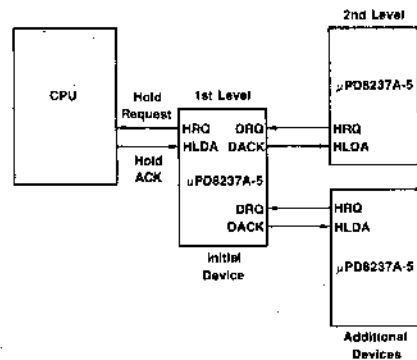 2nd Level
CPU
Hold
Request
1st Level
μPD8237A-5
HRQ
DRQ
HRQ
HLDA
DACK
HLDA
Hold
ACK
μPD8237A-5
DRQ
HRQ
DACK
HLDA
Initial
Device
μPD8237A-5
Additional
Devices